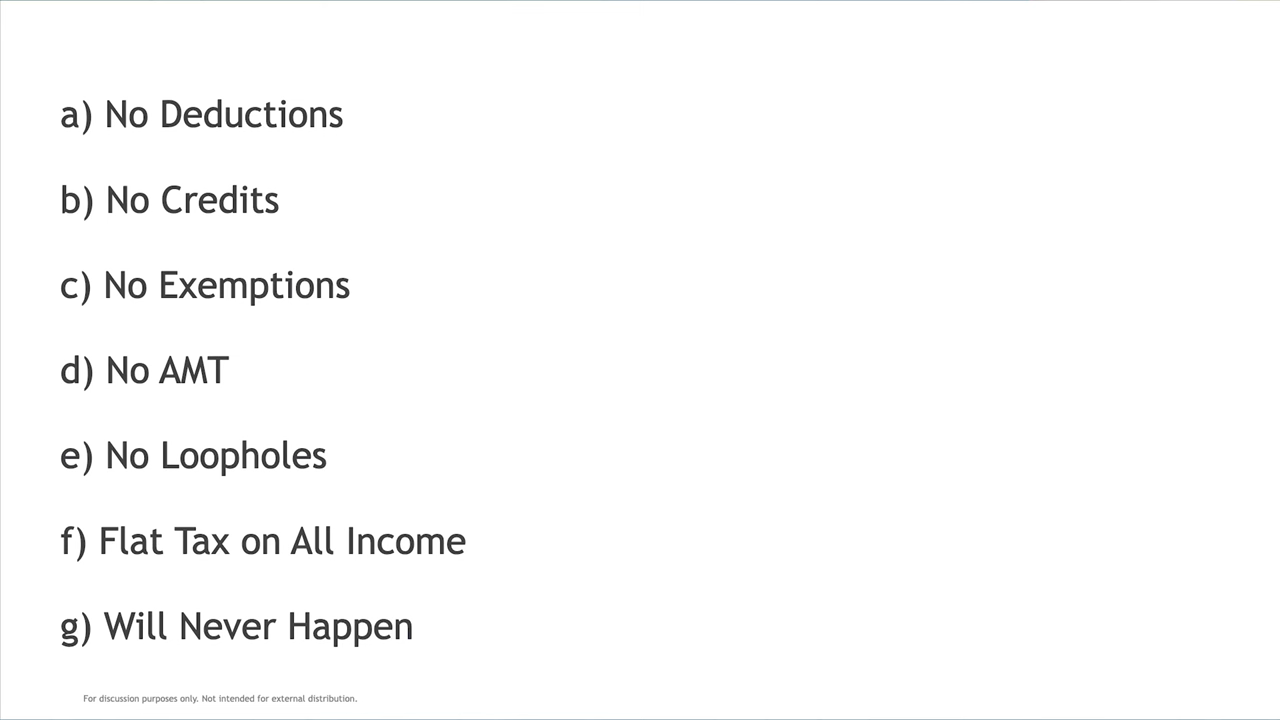 a) No Deductions
b) No Credits
c) No Exemptions
d) No AMT
e) No Loopholes
f) Flat Tax on All Income
g) Will Never Happen
For discussion purposes only. Not intended for external distribution.